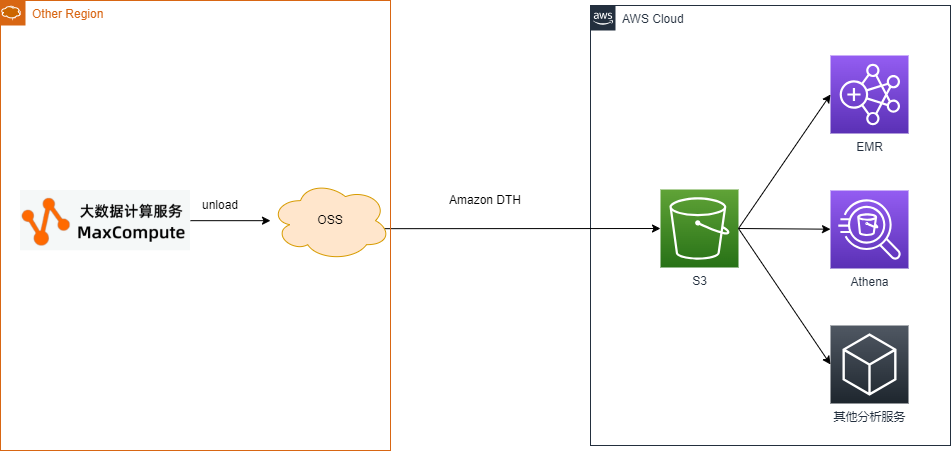 Other Region
大数据计算服务
MaxCompute
unload
OSS
Amazon DTH
aws
AWS Cloud
S3
EMR
Athena
其他分析服务